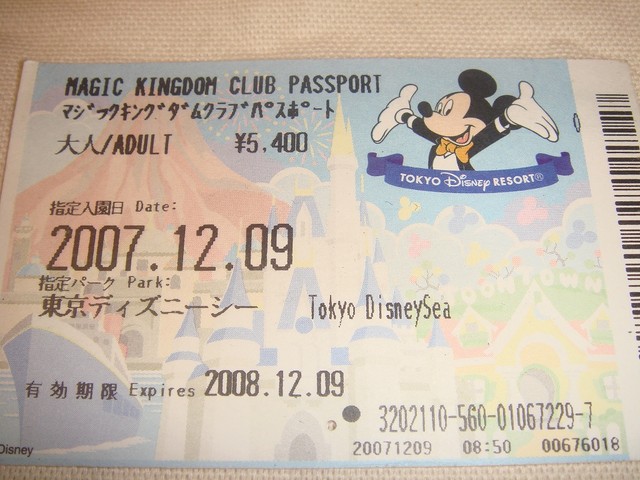 MAGIC KINGDOM CLUB PASSPORT
マジックキングダムクラブパスポート
大人/ADULT ¥5,400
TOKYO Disney RESORT®
指定入園日 Date:
2007.12.09
指定パーク Park:
東京ディズニーシー Tokyo DisneySea
TOONTOWN
有効期限 Expires 2008.12.09
3202110-560-01067229-7
Disney
20071209 08:50 00676018